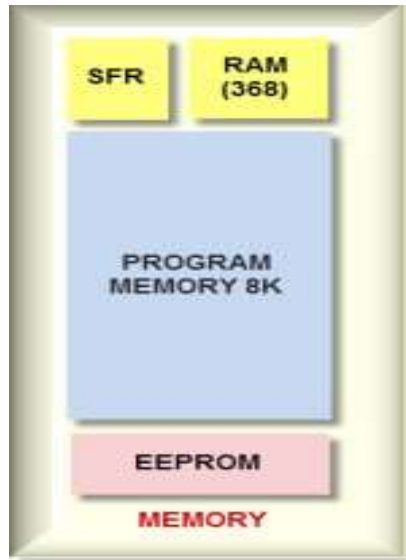 SFR
RAM
(368)
PROGRAM
MEMORY 8K
EEPROM
MEMORY